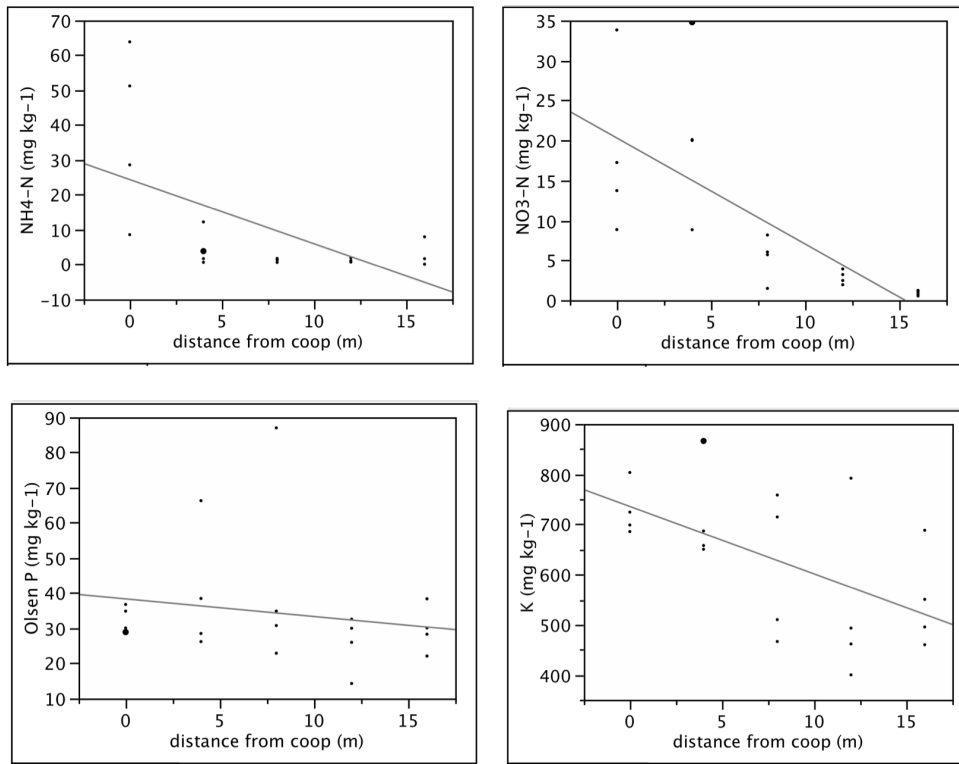 70
60
50
40
30
20
10
0
−10
NH4−N (mg kg−1)
0 5 10 15
distance from coop (m)
35
30
25
20
15
10
5
0
NO3−N (mg kg−1)
0 5 10 15
distance from coop (m)
90
80
70
60
50
40
30
20
10
Olsen P (mg kg−1)
0 5 10 15
distance from coop (m)
900
800
700
600
500
400
K (mg kg−1)
0 5 10 15
distance from coop (m)